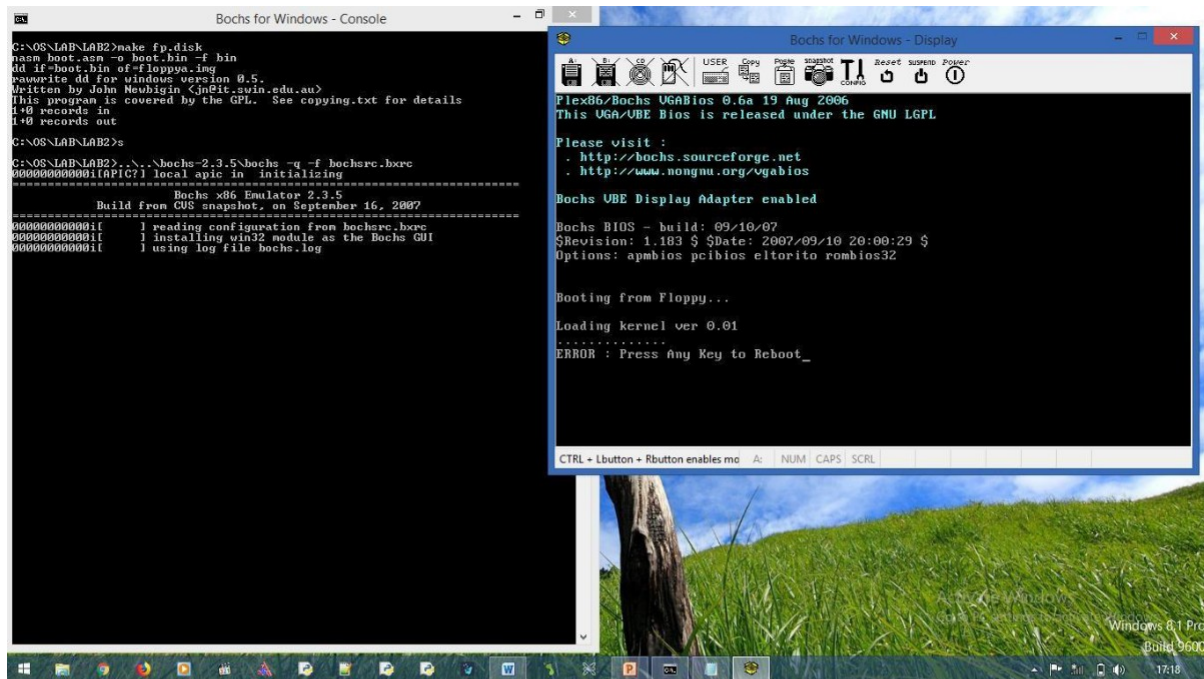 Bochs for Windows - Console
C:\OS\LAB\LAB2>make fp.disk
nasm boot.asm -o boot.bin -f bin
dd if=boot.bin of=floppya.img
rawwrite dd for windows version 0.5.
Written by John Newbigin <jn@it.swin.edu.au>
This program is covered by the GPL.  See copying.txt for details
1+0 records in
1+0 records out
C:\OS\LAB\LAB2>s
C:\OS\LAB\LAB2>..\..\bochs-2.3.5\bochs -q -f bochsrc.bxrc
00000000000i[APIC?] local apic in  initializing
========================================================================
Bochs x86 Emulator 2.3.5
Build from CVS snapshot, on September 16, 2007
========================================================================
00000000000i[     ] reading configuration from bochsrc.bxrc
00000000000i[     ] installing win32 module as the Bochs GUI
00000000000i[     ] using log file bochs.log
Bochs for Windows - Display
A: B: CD USER Copy Paste snapshot CONFIG Reset SUSPEND Power
Plex86/Bochs VGABios 0.6a 19 Aug 2006
This VGA/VBE Bios is released under the GNU LGPL
Please visit :
. http://bochs.sourceforge.net
. http://www.nongnu.org/vgabios
Bochs VBE Display Adapter enabled
Bochs BIOS - build: 09/10/07
$Revision: 1.183 $ $Date: 2007/09/10 20:00:29 $
Options: apmbios pcibios eltorito rombios32
Booting from Floppy...
Loading kernel ver 0.01
..............
ERROR : Press Any Key to Reboot_
CTRL + Lbutton + Rbutton enables mo A: NUM CAPS SCRL
Activate Windows
Windows 8.1 Pro
Build 9600
17:18